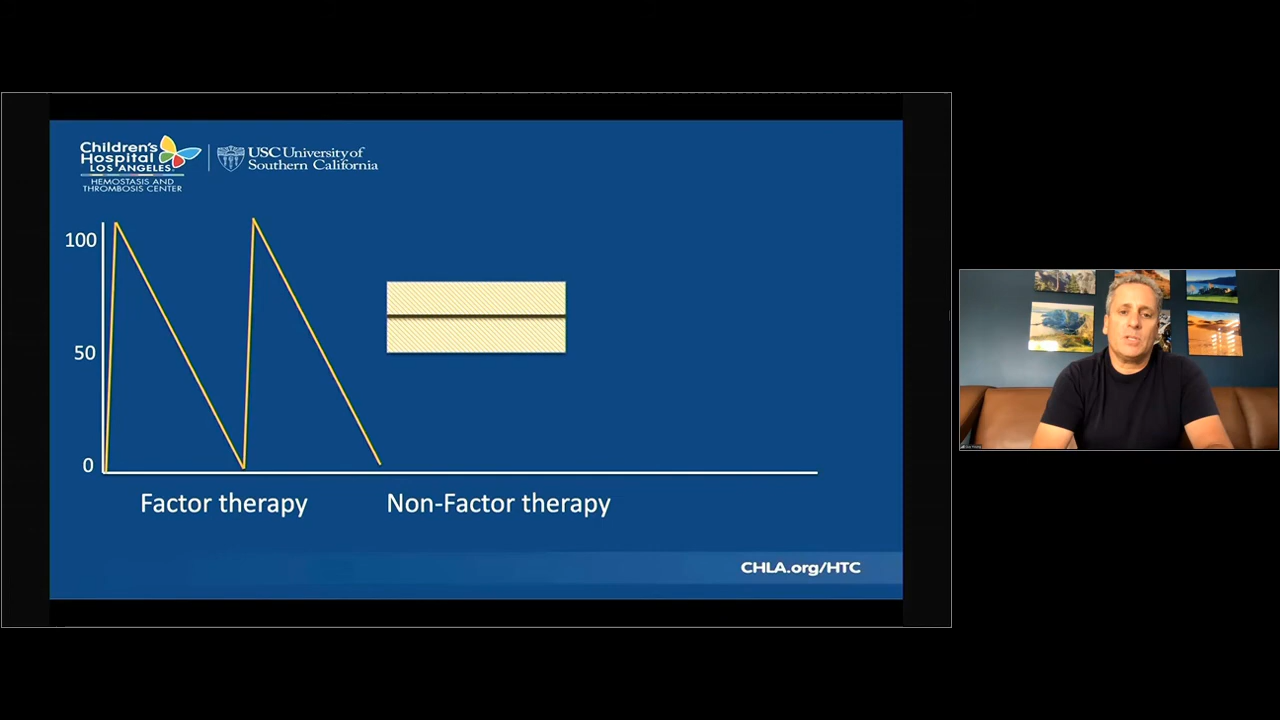 Children's
Hospital
LOS ANGELES
HEMOSTASIS AND
THROMBOSIS CENTER
USC University of
Southern California
100
50
0
Factor therapy
Non-Factor therapy
CHLA.org/HTC